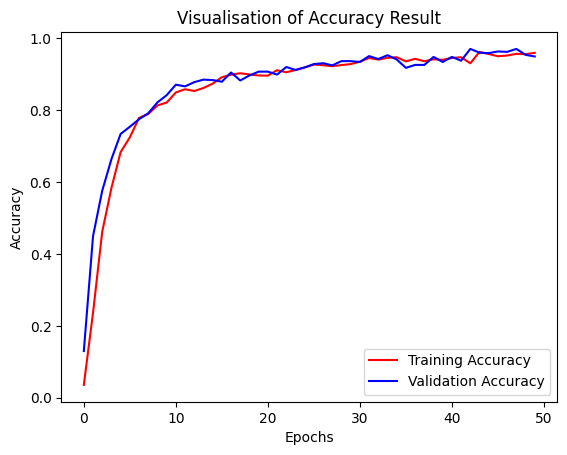 Visualisation of Accuracy Result
1.0
0.8
0.6
0.4
0.2
0.0
Accuracy
0 10 20 30 40 50
Epochs
Training Accuracy
Validation Accuracy